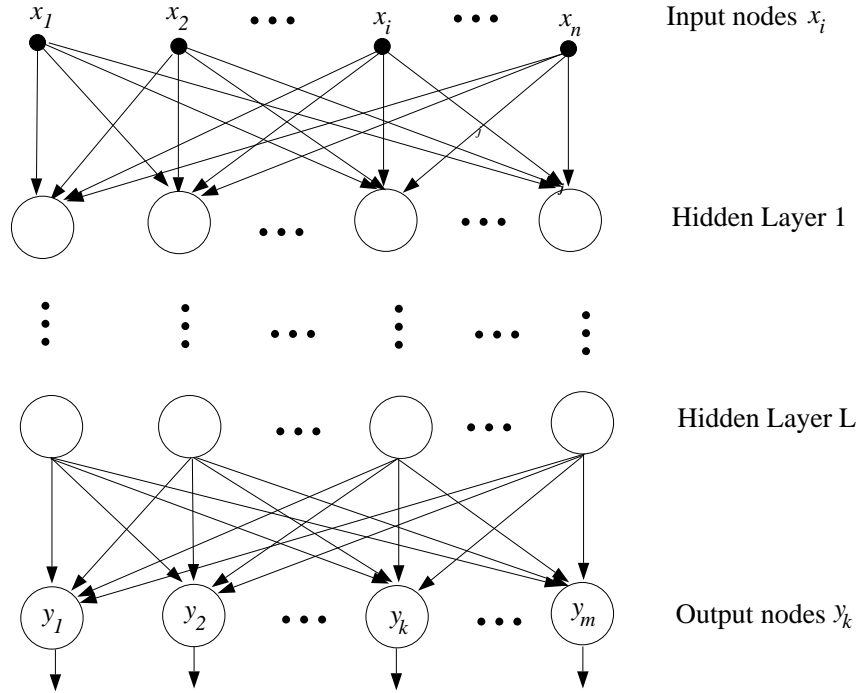 x1 x2 ••• xi ••• xn Input nodes xi
j
j
Hidden Layer 1
Hidden Layer L
y1 y2 ••• yk ••• ym Output nodes yk